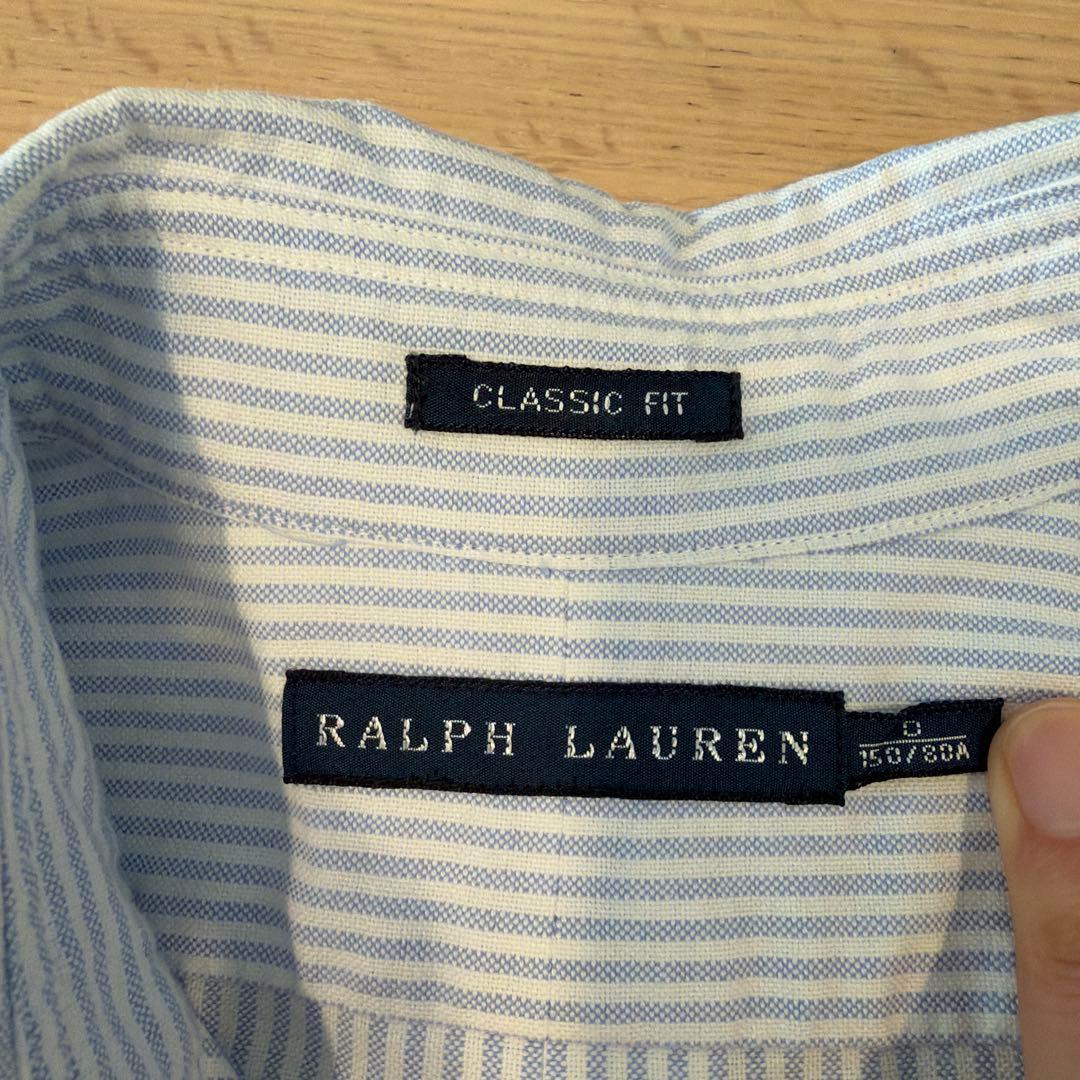 CLASSIC FIT
RALPH LAUREN
0
150/80A